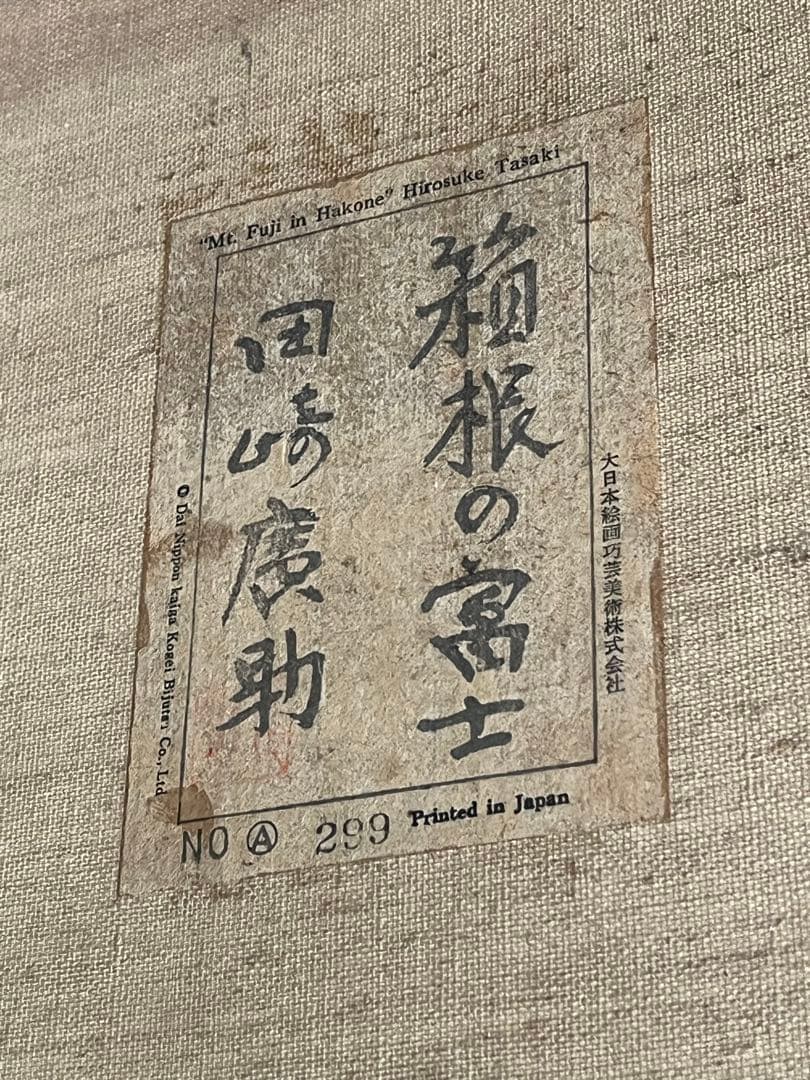 "Mt. Fuji in Hakone" Hirosuke Tasaki
箱根の富士
田崎廣助
大日本絵画巧芸美術株式会社
© Dai Nippon kaiga Kogei Bijutsu Co., Ltd
NO Ⓐ 299 Printed in Japan